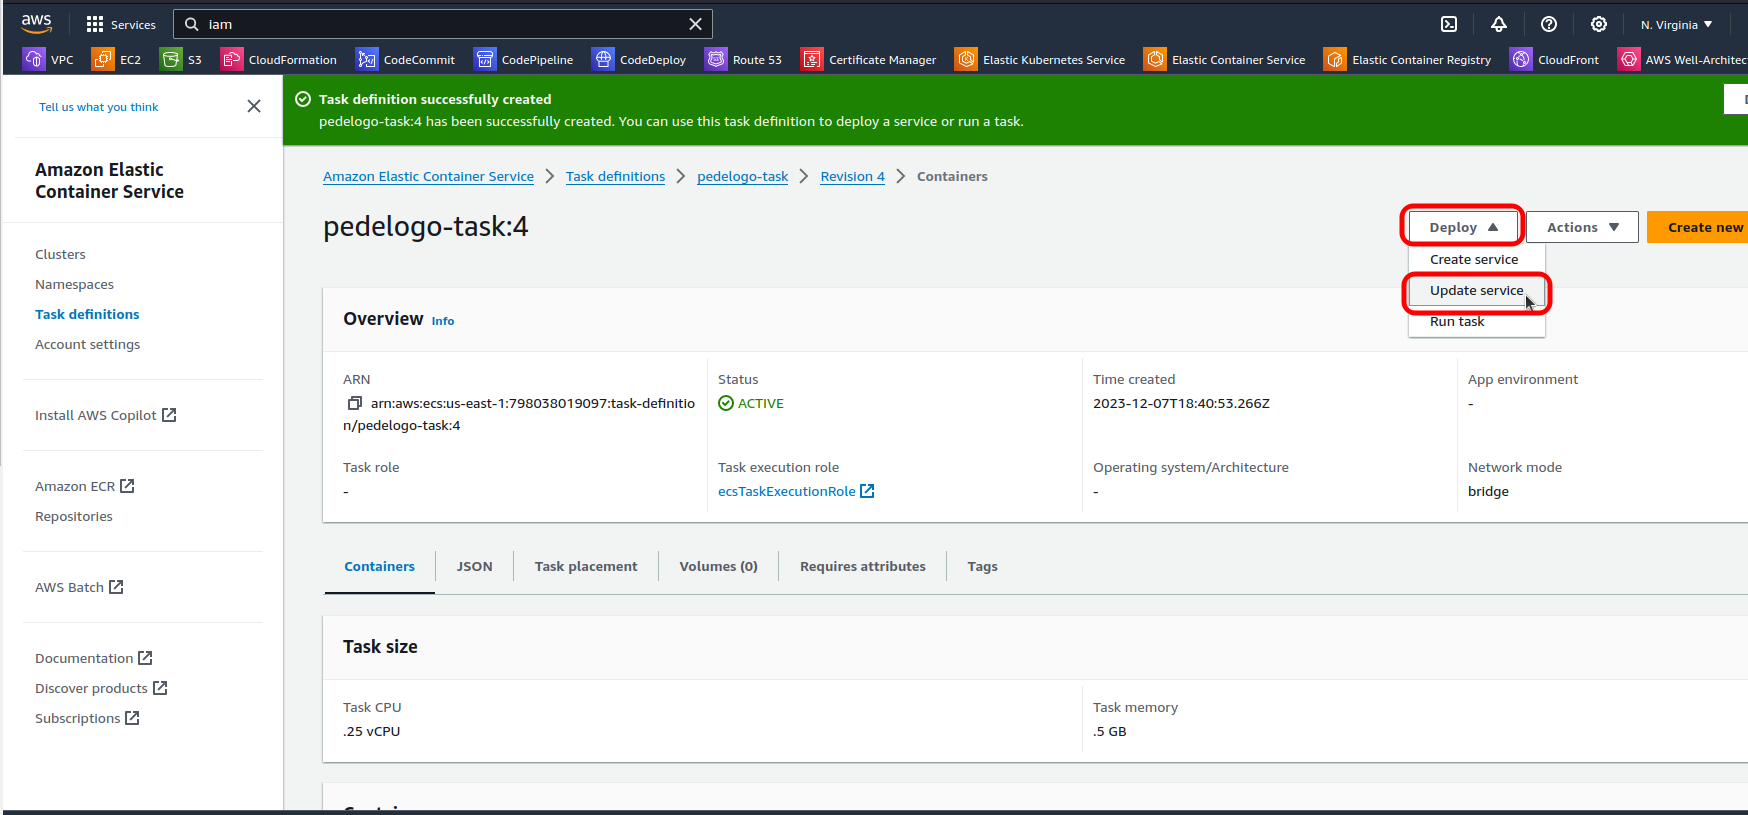 aws
Services
iam
N. Virginia
VPC
EC2
S3
CloudFormation
CodeCommit
CodePipeline
CodeDeploy
Route 53
Certificate Manager
Elastic Kubernetes Service
Elastic Container Service
Elastic Container Registry
CloudFront
AWS Well-Architec
Tell us what you think
Amazon Elastic
Container Service
Clusters
Namespaces
Task definitions
Account settings
Install AWS Copilot
Amazon ECR
Repositories
AWS Batch
Documentation
Discover products
Subscriptions
Task definition successfully created
pedelogo-task:4 has been successfully created. You can use this task definition to deploy a service or run a task.
Amazon Elastic Container Service
Task definitions
pedelogo-task
Revision 4
Containers
pedelogo-task:4
Deploy
Actions
Create new
Create service
Update service
Run task
Overview Info
ARN
arn:aws:ecs:us-east-1:798038019097:task-definitio
n/pedelogo-task:4
Status
ACTIVE
Time created
2023-12-07T18:40:53.266Z
App environment
-
Task role
-
Task execution role
ecsTaskExecutionRole
Operating system/Architecture
-
Network mode
bridge
Containers
JSON
Task placement
Volumes (0)
Requires attributes
Tags
Task size
Task CPU
.25 vCPU
Task memory
.5 GB